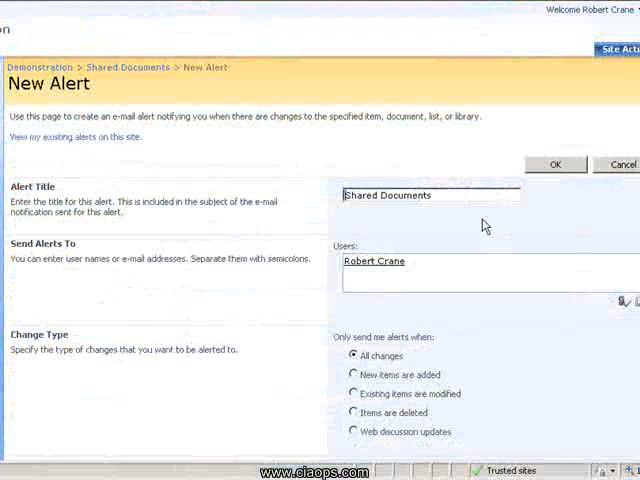 Welcome Robert Crane
on
Site Acti
Demonstration > Shared Documents > New Alert
New Alert
Use this page to create an e-mail alert notifying you when there are changes to the specified item, document, list, or library.
View my existing alerts on this site.
OK
Cancel
Alert Title
Enter the title for this alert. This is included in the subject of the e-mail
notification sent for this alert.
Shared Documents
Send Alerts To
You can enter user names or e-mail addresses. Separate them with semicolons.
Users:
Robert Crane
Change Type
Specify the type of changes that you want to be alerted to.
Only send me alerts when:
All changes
New items are added
Existing items are modified
Items are deleted
Web discussion updates
www.ciaops.com
Trusted sites
1